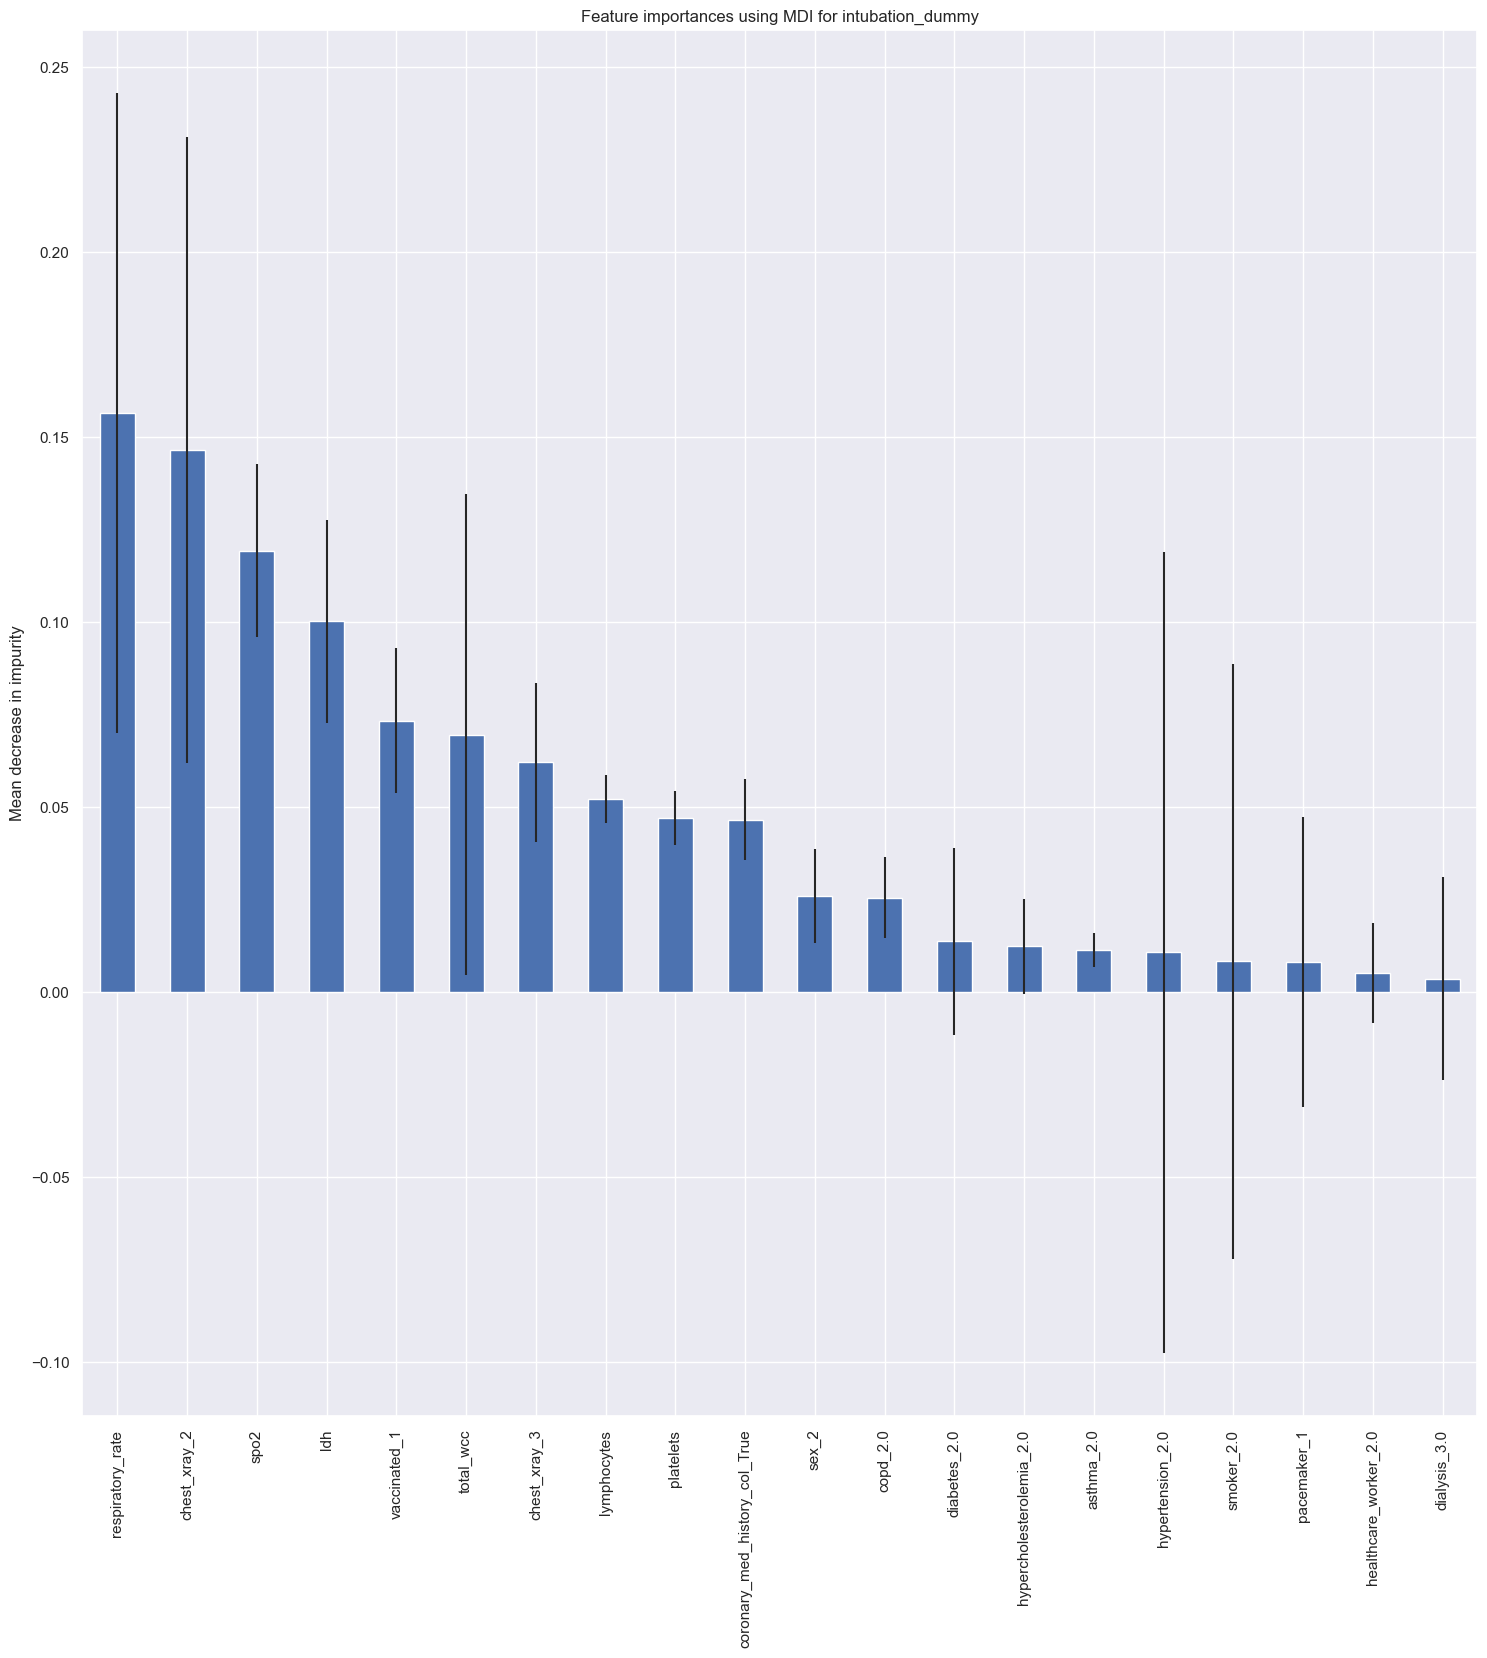 Feature importances using MDI for intubation_dummy
Mean decrease in impurity
0.25
0.20
0.15
0.10
0.05
0.00
−0.05
−0.10
respiratory_rate
chest_xray_2
spo2
ldh
vaccinated_1
total_wcc
chest_xray_3
lymphocytes
platelets
coronary_med_history_col_True
sex_2
copd_2.0
diabetes_2.0
hypercholesterolemia_2.0
asthma_2.0
hypertension_2.0
smoker_2.0
pacemaker_1
healthcare_worker_2.0
dialysis_3.0